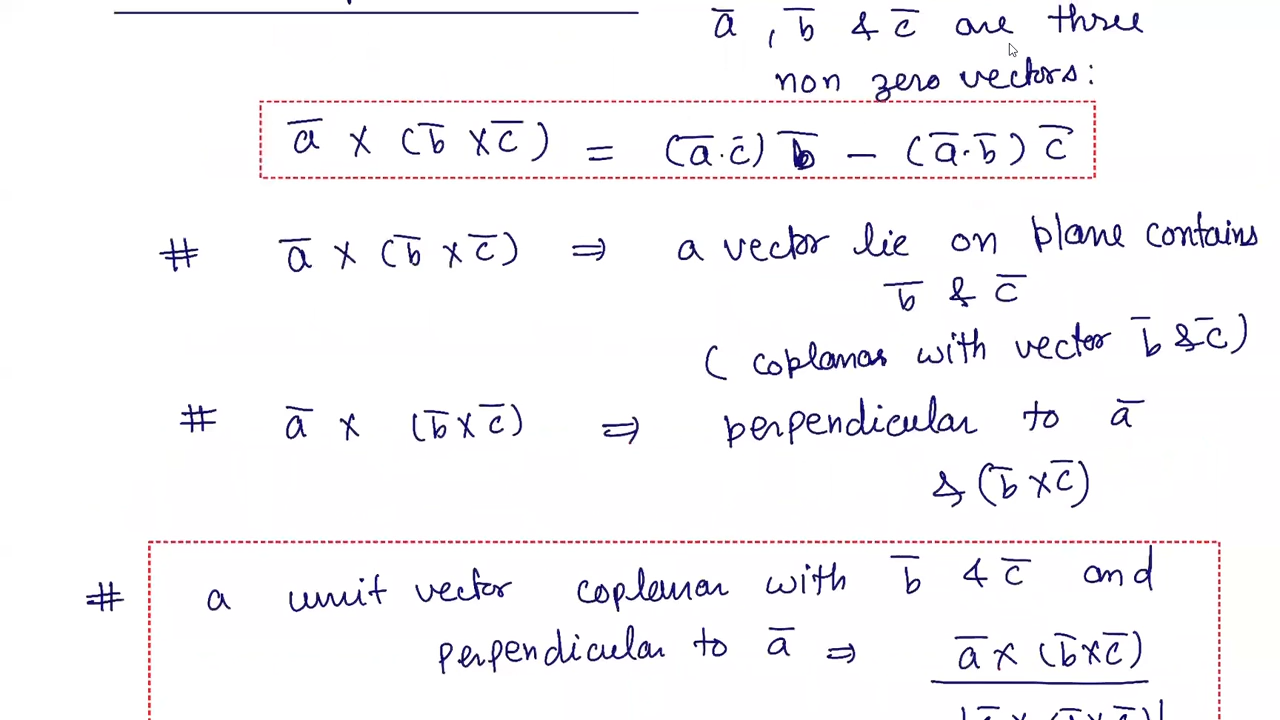 a̅ , b̅ & c̅ are three
non zero vectors:
a̅ × (b̅ × c̅) = (a̅·c̅) b̅ − (a̅·b̅) c̅
# a̅ × (b̅ × c̅) ⇒ a vector lie on plane contains
b̅ & c̅
( coplanar with vector b̅ & c̅)
# a̅ × (b̅ × c̅) ⇒ perpendicular to a̅
& (b̅ × c̅)
# a unit vector coplanar with b̅ & c̅ and
perpendicular to a̅ ⇒ a̅ × (b̅ × c̅)
|a̅ × (b̅ × c̅)|